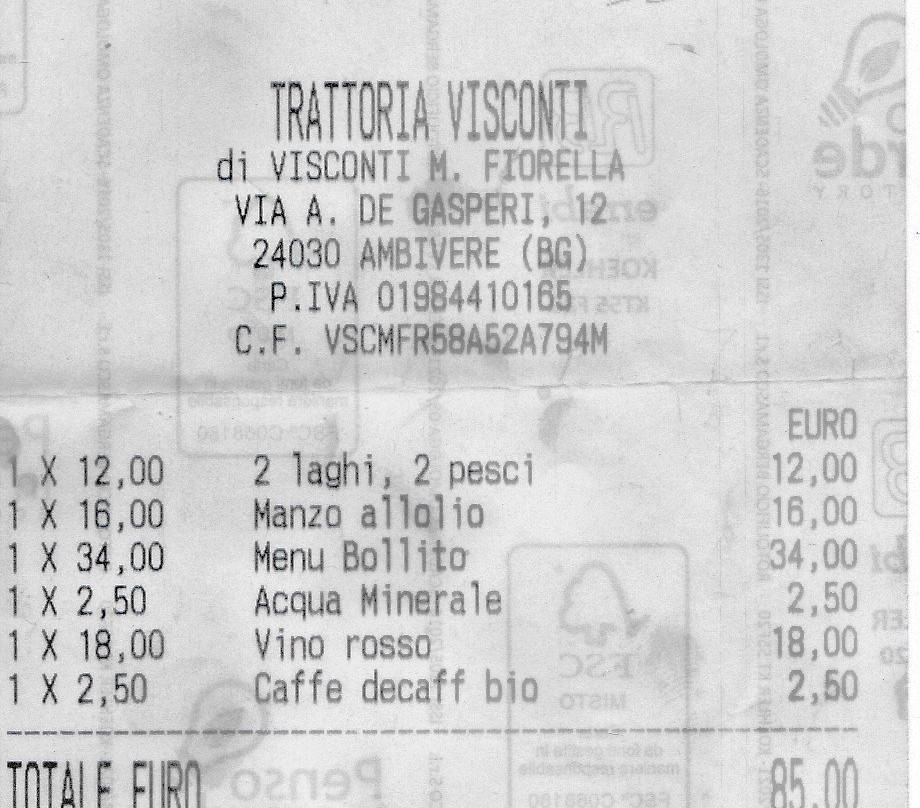 TRATTORIA VISCONTI
di VISCONTI M. FIORELLA
VIA A. DE GASPERI, 12
24030 AMBIVERE (BG)
P.IVA 01984410165
C.F. VSCMFR58A52A794M
EURO
1 X 12,00 2 laghi, 2 pesci 12,00
1 X 16,00 Manzo allolio 16,00
1 X 34,00 Menu Bollito 34,00
1 X 2,50 Acqua Minerale 2,50
1 X 18,00 Vino rosso 18,00
1 X 2,50 Caffe decaff bio 2,50
TOTALE EURO 85,00